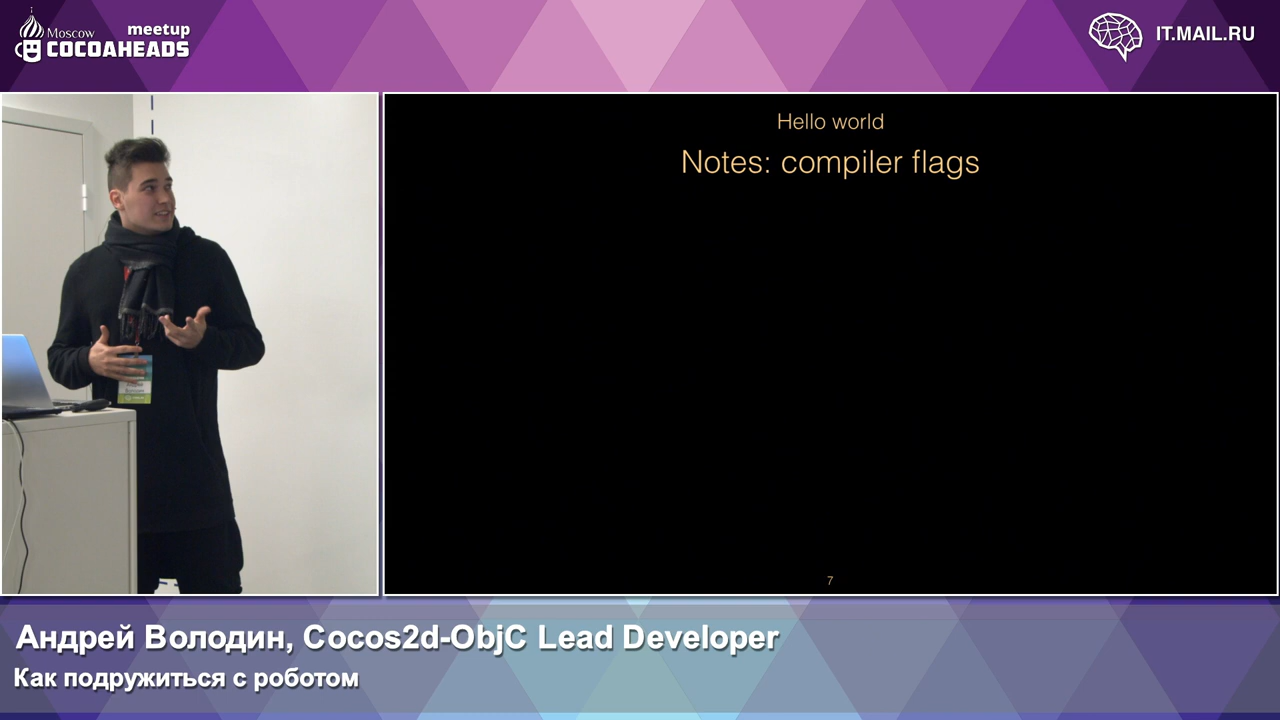 Moscow
meetup
COCOAHEADS
IT.MAIL.RU
Hello world
Notes: compiler flags
7
Андрей Володин, Cocos2d-ObjC Lead Developer
Как подружиться с роботом